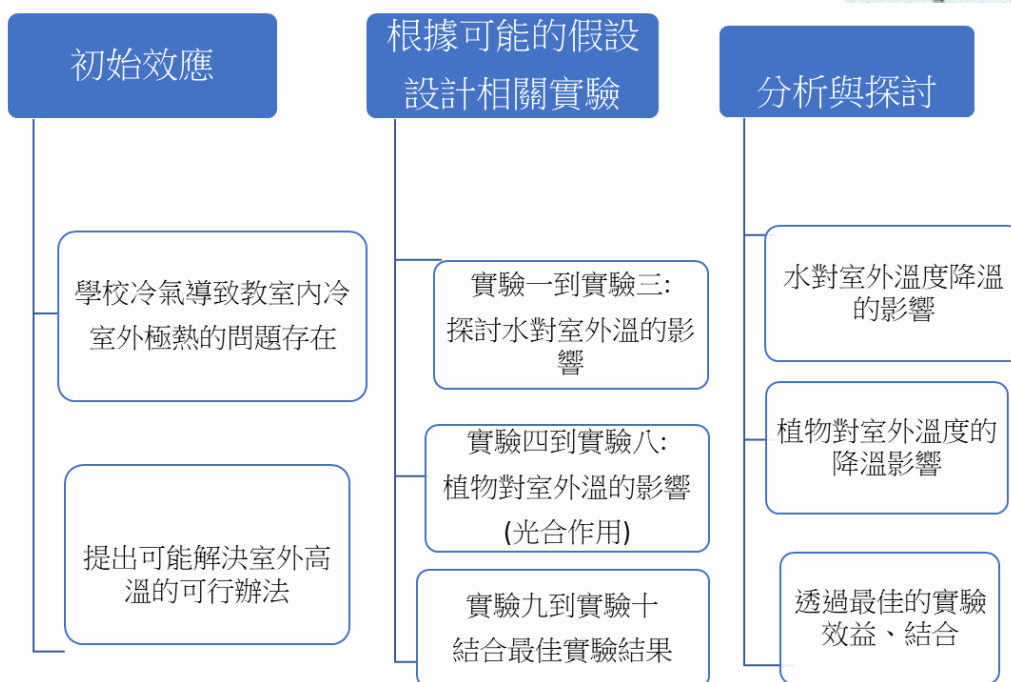 初始效應
學校冷氣導致教室內冷
室外極熱的問題存在
提出可能解決室外高
溫的可行辦法
根據可能的假設
設計相關實驗
實驗一到實驗三:
探討水對室外溫的影
響
實驗四到實驗八:
植物對室外溫的影響
(光合作用)
實驗九到實驗十
結合最佳實驗結果
分析與探討
水對室外溫度降溫
的影響
植物對室外溫度的
降溫影響
透過最佳的實驗
效益、結合